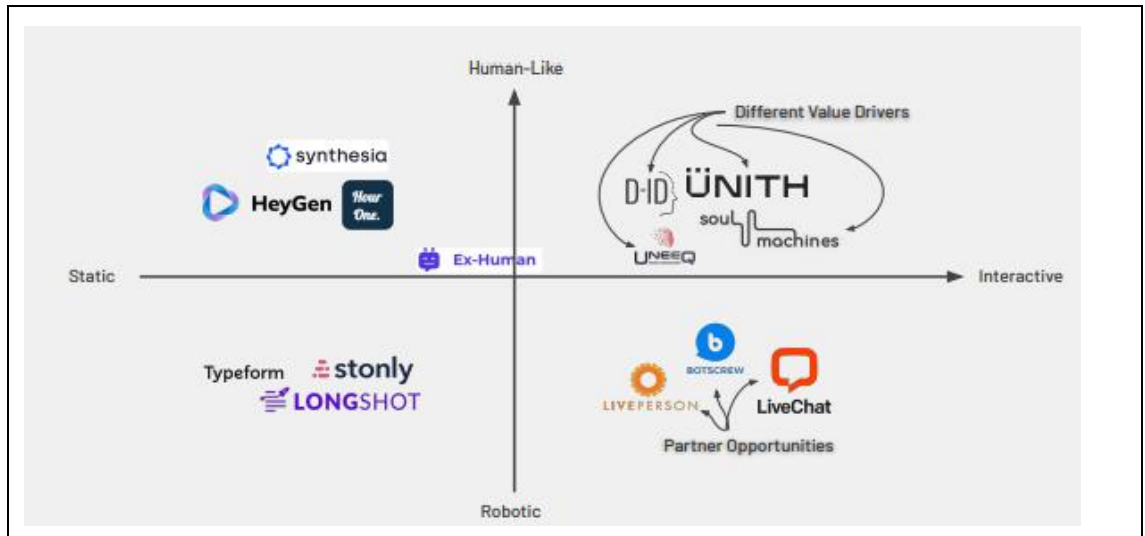 Human-Like
Different Value Drivers
synthesia
D-ID
ÜNITH
HeyGen
Hour
One.
soul
machines
UNEEQ
Ex-Human
Static
Interactive
BOTSCREW
Typeform
stonly
LONGSHOT
LIVEPERSON
LiveChat
Partner Opportunities
Robotic